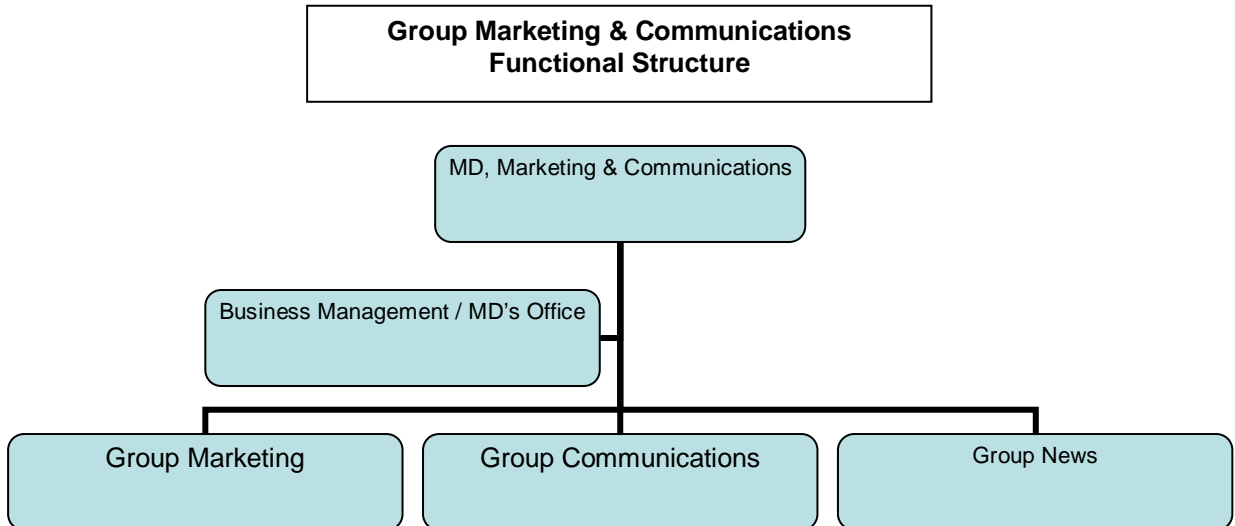 Group Marketing & Communications
Functional Structure
MD, Marketing & Communications
Business Management / MD’s Office
Group Marketing
Group Communications
Group News